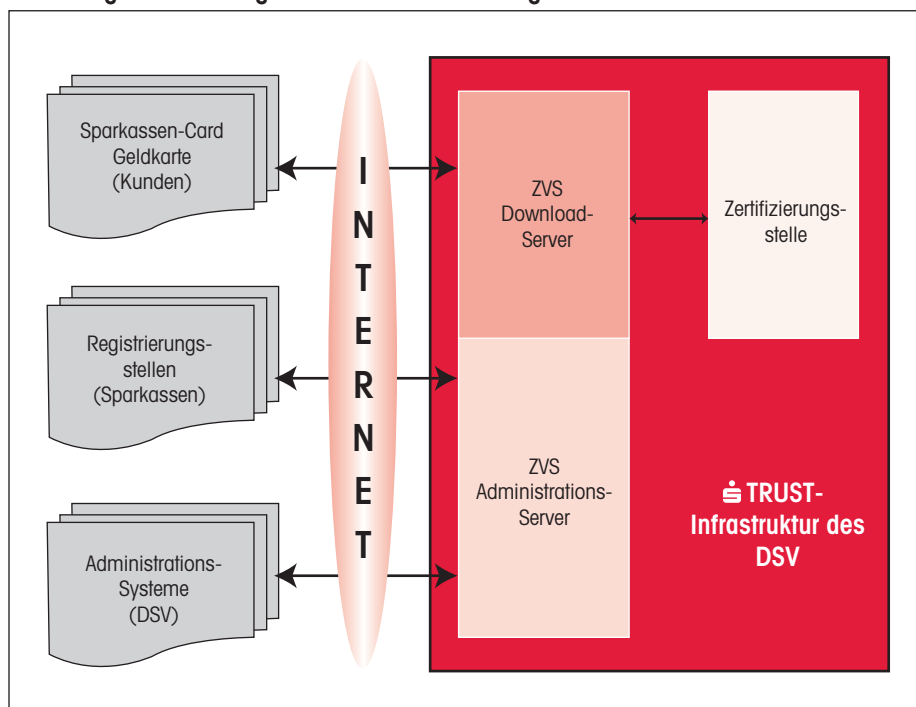 Sparkassen-Card
Geldkarte
(Kunden)
Registrierungs-
stellen
(Sparkassen)
Administrations-
Systeme
(DSV)
INTERNET
ZVS
Download-
Server
Zertifizierungs-
stelle
ZVS
Administrations-
Server
TRUST-
Infrastruktur des
DSV